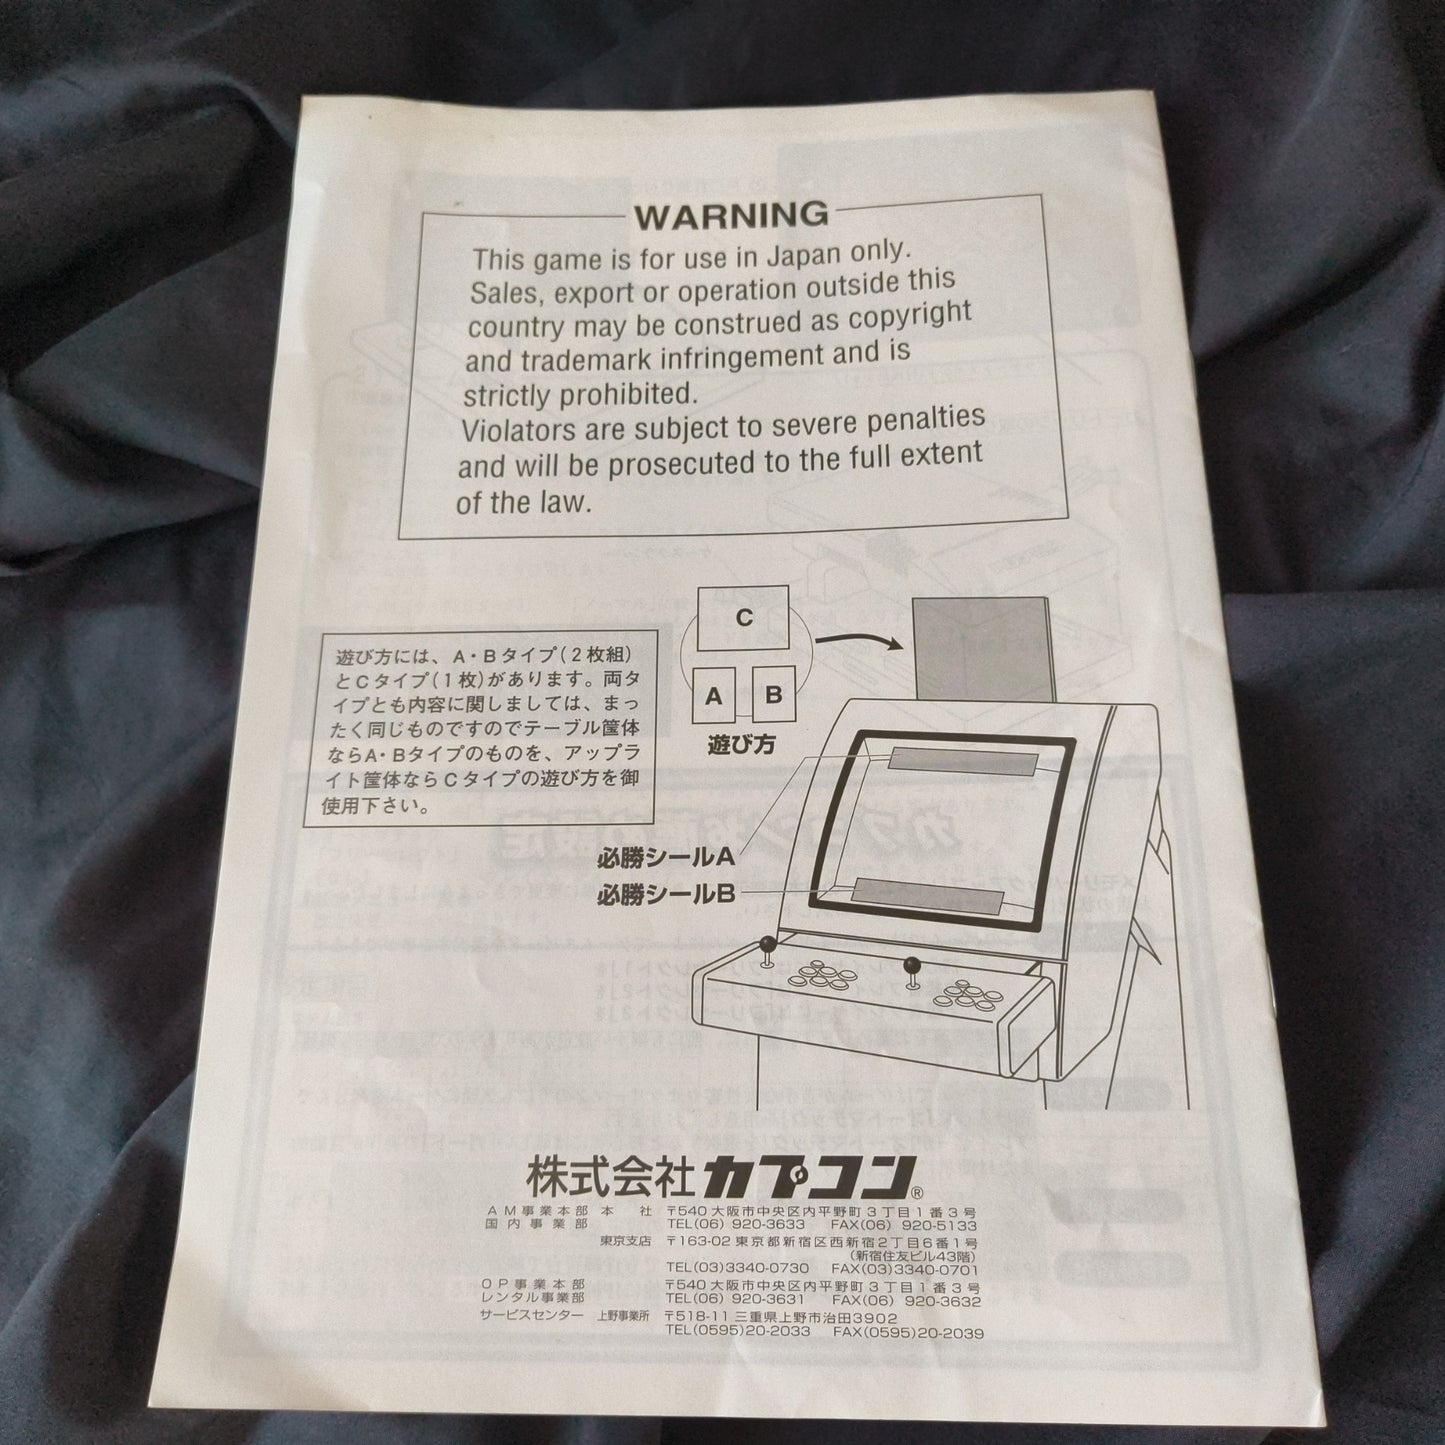 WARNING
This game is for use in Japan only.
Sales, export or operation outside this
country may be construed as copyright
and trademark infringement and is
strictly prohibited.
Violators are subject to severe penalties
and will be prosecuted to the full extent
of the law.
C
A B
遊び方
遊び方には、A・Bタイプ(2枚組)
とCタイプ(1枚)があります。両タ
イプとも内容に関しましては、まっ
たく同じものですのでテーブル筐体
ならA・Bタイプのものを、アップラ
イト筐体ならCタイプの遊び方を御
使用下さい。
必勝シールA
必勝シールB
株式会社カプコン®
AM事業本部 本 社 〒540 大阪市中央区内平野町3丁目1番3号
国内事業部 TEL(06) 920-3633 FAX(06) 920-5133
東京支店 〒163-02 東京都新宿区西新宿2丁目6番1号
(新宿住友ビル43階)
TEL(03)3340-0730 FAX(03)3340-0701
OP事業本部 〒540 大阪市中央区内平野町3丁目1番3号
レンタル事業部 TEL(06) 920-3631 FAX(06) 920-3632
サービスセンター 上野事業所 〒518-11 三重県上野市治田3902
TEL(0595)20-2033 FAX(0595)20-2039